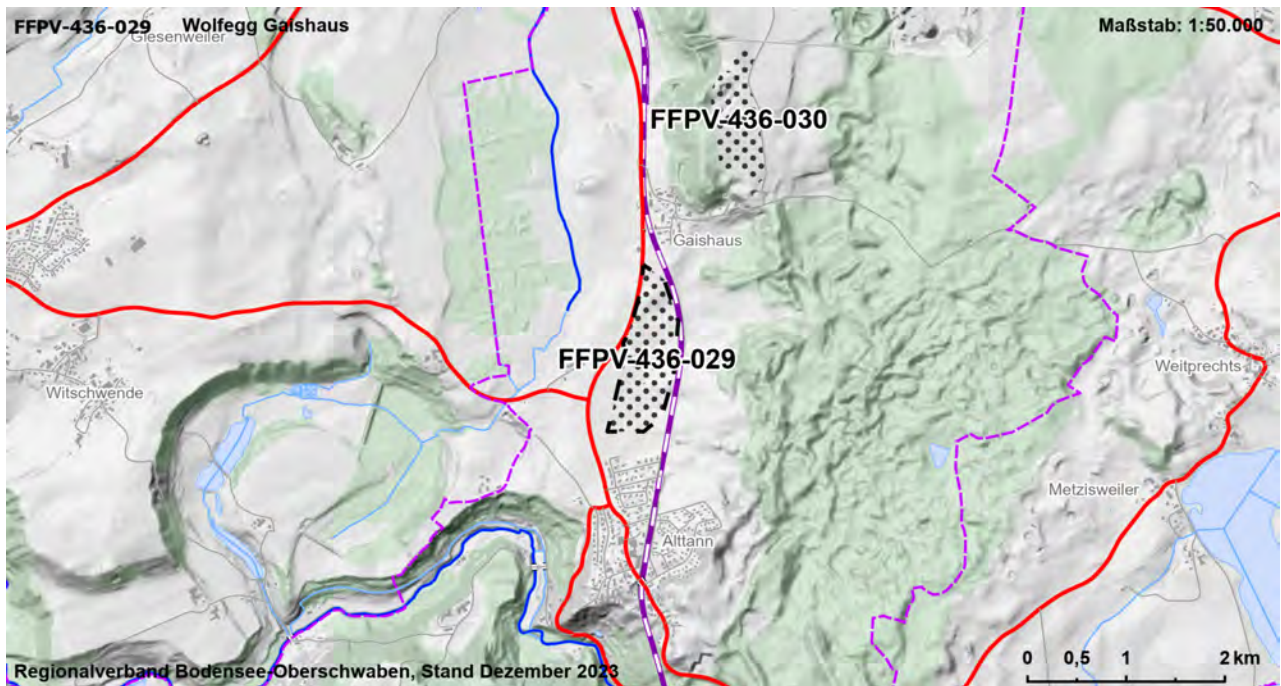 FFPV-436-029 Wolfegg Gaishaus
Maßstab: 1:50.000
Giesenweiler
FFPV-436-030
Gaishaus
FFPV-436-029
Weitprechts
Witschwende
Metzisweiler
Alttann
Regionalverband Bodensee-Oberschwaben, Stand Dezember 2023
0 0,5 1 2 km